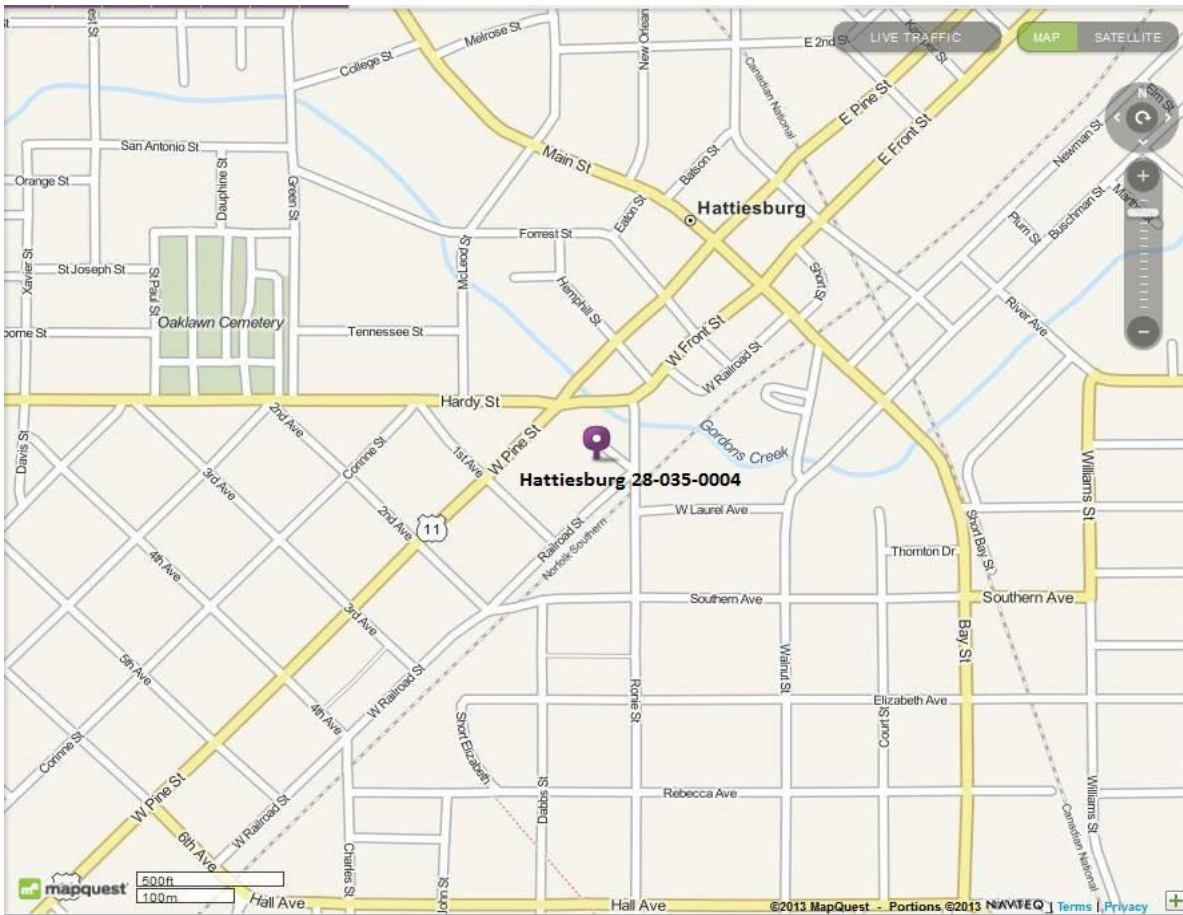 Melrose St
College St
New Orlean
E 2nd St
LIVE TRAFFIC
MAP
SATELLITE
Canadian National
E Pine St
E Front St
Elm St
N
Newman St
San Antonio St
Main St
Batson St
Orange St
Dauphine St
Green St
Hattiesburg
Eaton St
Plum St
Buschman St
Forrest St
McLeod St
Xavier St
St Joseph St
St Paul St
Hemphill St
Short St
River Ave
Oaklawn Cemetery
Tennessee St
W Front St
W Railroad St
Hardy St
2nd Ave
Corinne St
1st Ave
W Pine St
Gordons Creek
Davis St
3rd Ave
Hattiesburg 28-035-0004
Williams St
2nd Ave
11
Railroad St
Norfolk Southern
W Laurel Ave
Short Bay St
4th Ave
Thornton Dr
3rd Ave
Southern Ave
Southern Ave
Bay St
5th Ave
Walnut St
W Railroad St
Ronie St
Elizabeth Ave
4th Ave
Short Elizabeth
Court St
Corinne St
W Pine St
Dabbs St
Rebecca Ave
Williams St
W Railroad St
6th Ave
Charles St
John St
Canadian National
mapquest
500ft
100m
Hall Ave
Hall Ave
©2013 MapQuest - Portions ©2013 NAVTEQ | Terms | Privacy